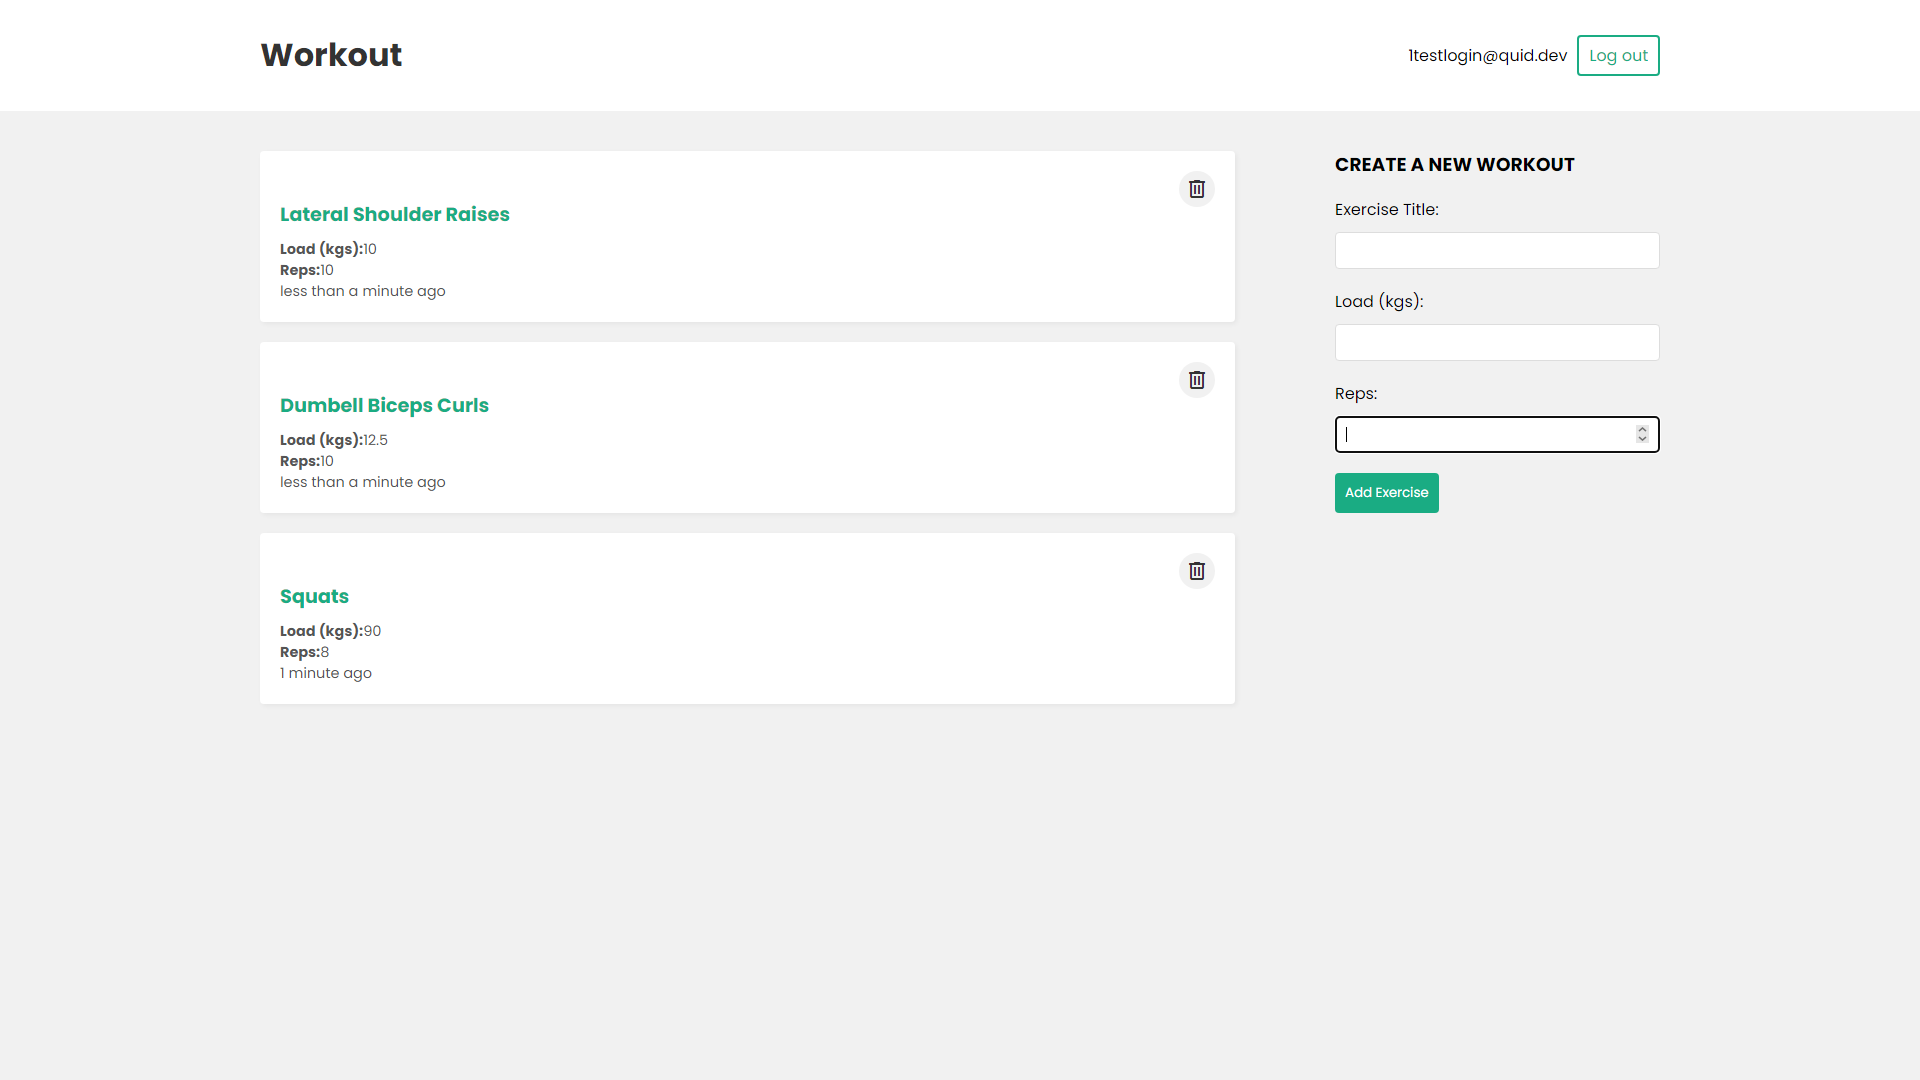 Workout
1testlogin@quid.dev
Log out
Lateral Shoulder Raises
Load (kgs):10
Reps:10
less than a minute ago
Dumbell Biceps Curls
Load (kgs):12.5
Reps:10
less than a minute ago
Squats
Load (kgs):90
Reps:8
1 minute ago
CREATE A NEW WORKOUT
Exercise Title:
Load (kgs):
Reps:
Add Exercise